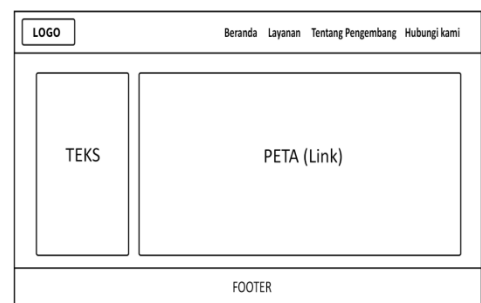 LOGO Beranda Layanan Tentang Pengembang Hubungi kami
TEKS PETA (Link)
FOOTER